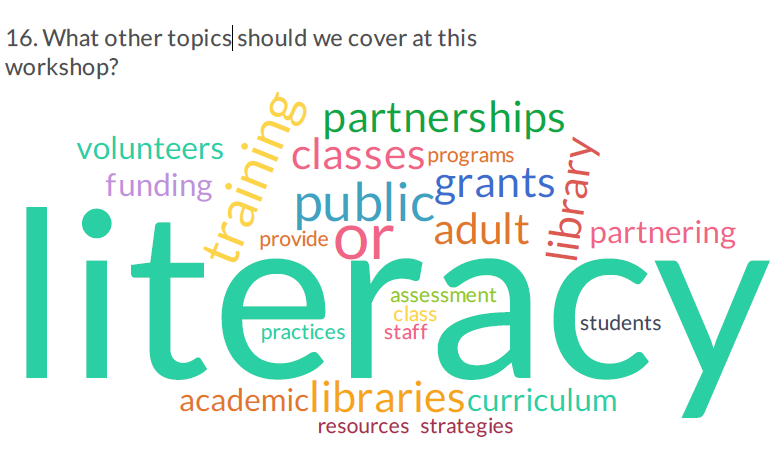 16. What other topics should we cover at this
workshop?
training
partnerships
volunteers
classes programs
library
funding
public grants
provide or adult partnering
literacy
assessment
class
practices staff students
academic libraries curriculum
resources strategies